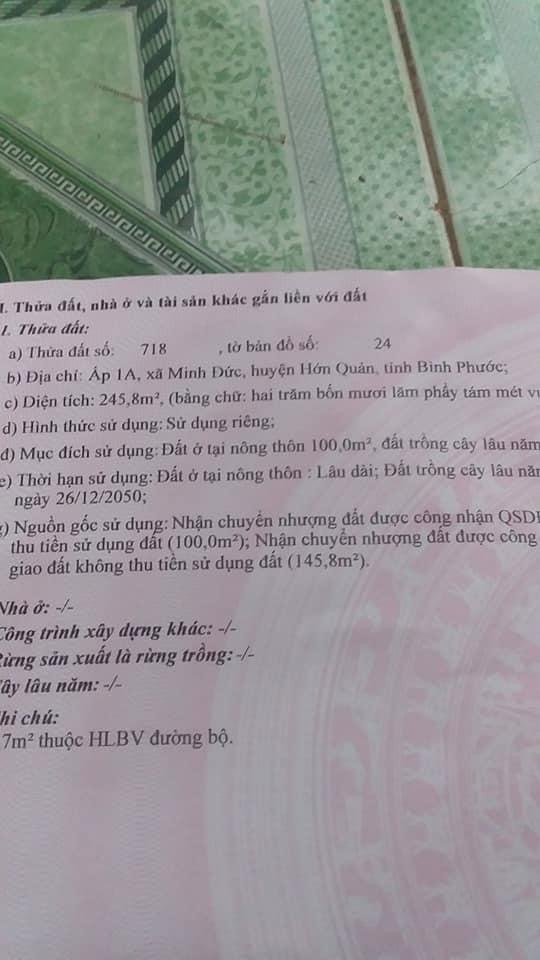 I. Thửa đất, nhà ở và tài sản khác gắn liền với đất
1. Thửa đất:
a) Thửa đất số: 718 , tờ bản đồ số: 24
b) Địa chỉ: Ấp 1A, xã Minh Đức, huyện Hớn Quản, tỉnh Bình Phước;
c) Diện tích: 245,8m², (bằng chữ: hai trăm bốn mươi lăm phẩy tám mét vu
d) Hình thức sử dụng: Sử dụng riêng;
đ) Mục đích sử dụng: Đất ở tại nông thôn 100,0m², đất trồng cây lâu năm
e) Thời hạn sử dụng: Đất ở tại nông thôn : Lâu dài; Đất trồng cây lâu năm
ngày 26/12/2050;
g) Nguồn gốc sử dụng: Nhận chuyển nhượng đất được công nhận QSDĐ
thu tiền sử dụng đất (100,0m²); Nhận chuyển nhượng đất được công
giao đất không thu tiền sử dụng đất (145,8m²).
Nhà ở: -/-
Công trình xây dựng khác: -/-
Rừng sản xuất là rừng trồng: -/-
ây lâu năm: -/-
hi chú:
7m² thuộc HLBV đường bộ.